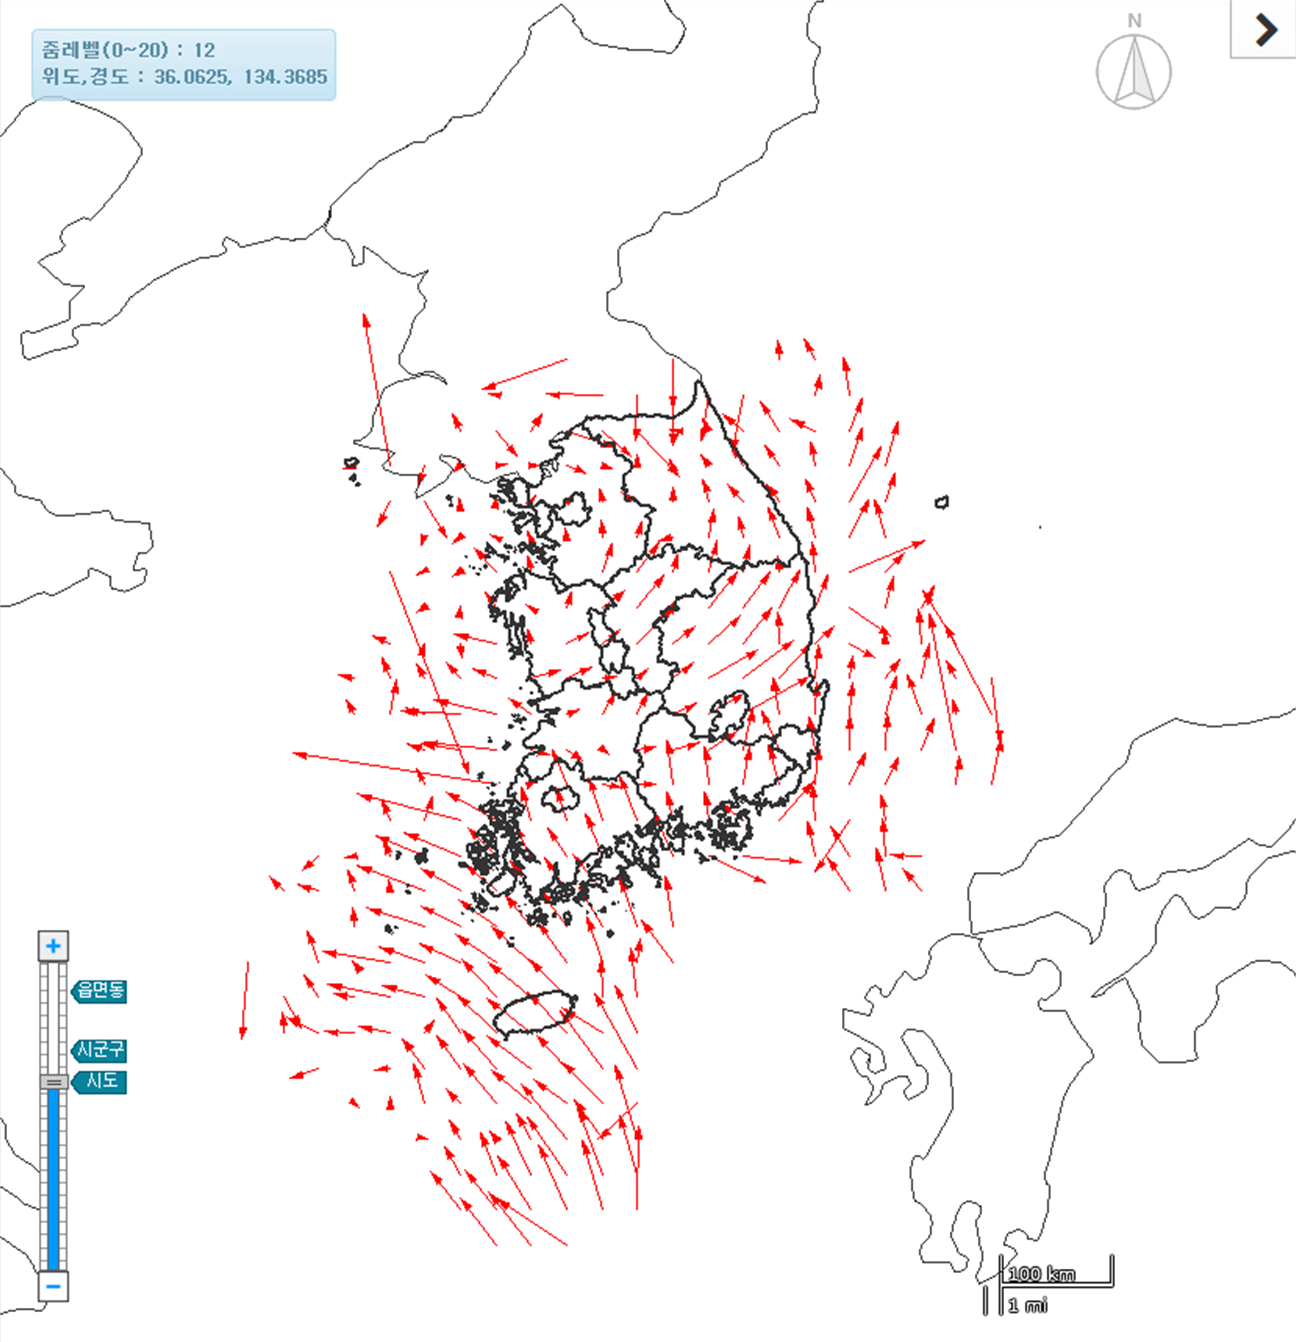 줌레벨(0~20) : 12
위도,경도 : 36.0625, 134.3685
N
+
읍면동
시군구
시도
−
100 km
1 mi